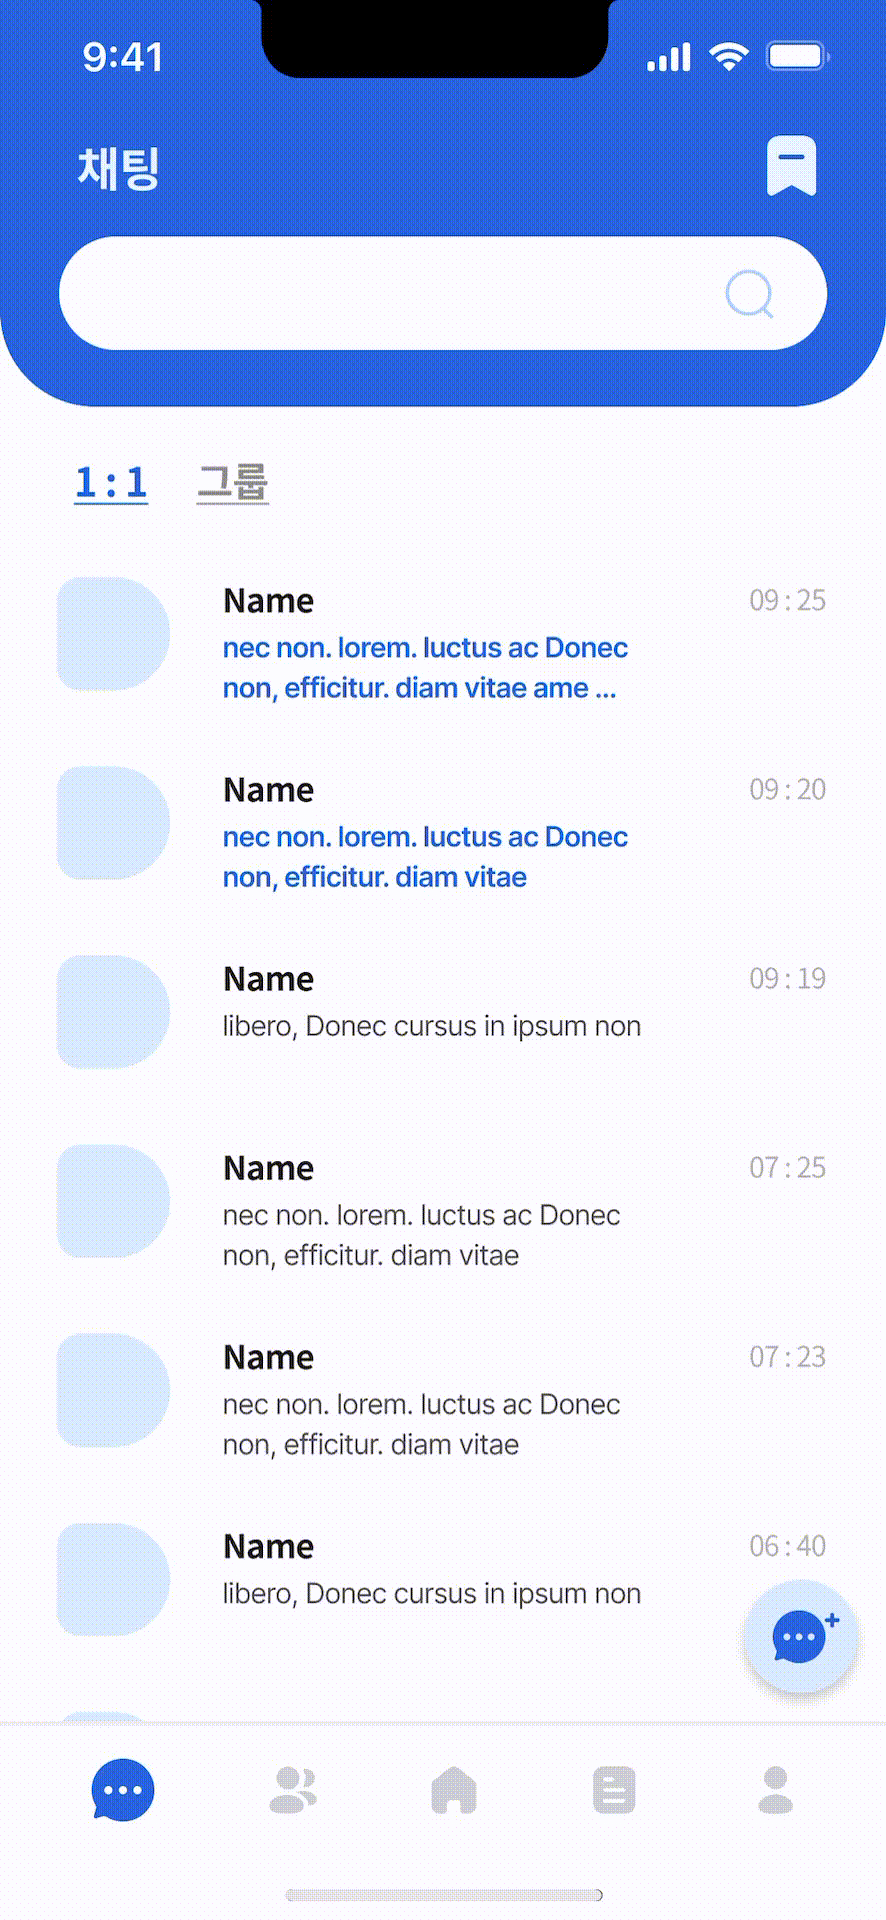 9:41
채팅
1:1 그룹
Name 09:25
nec non. lorem. luctus ac Donec
non, efficitur. diam vitae ame ...
Name 09:20
nec non. lorem. luctus ac Donec
non, efficitur. diam vitae
Name 09:19
libero, Donec cursus in ipsum non
Name 07:25
nec non. lorem. luctus ac Donec
non, efficitur. diam vitae
Name 07:23
nec non. lorem. luctus ac Donec
non, efficitur. diam vitae
Name 06:40
libero, Donec cursus in ipsum non